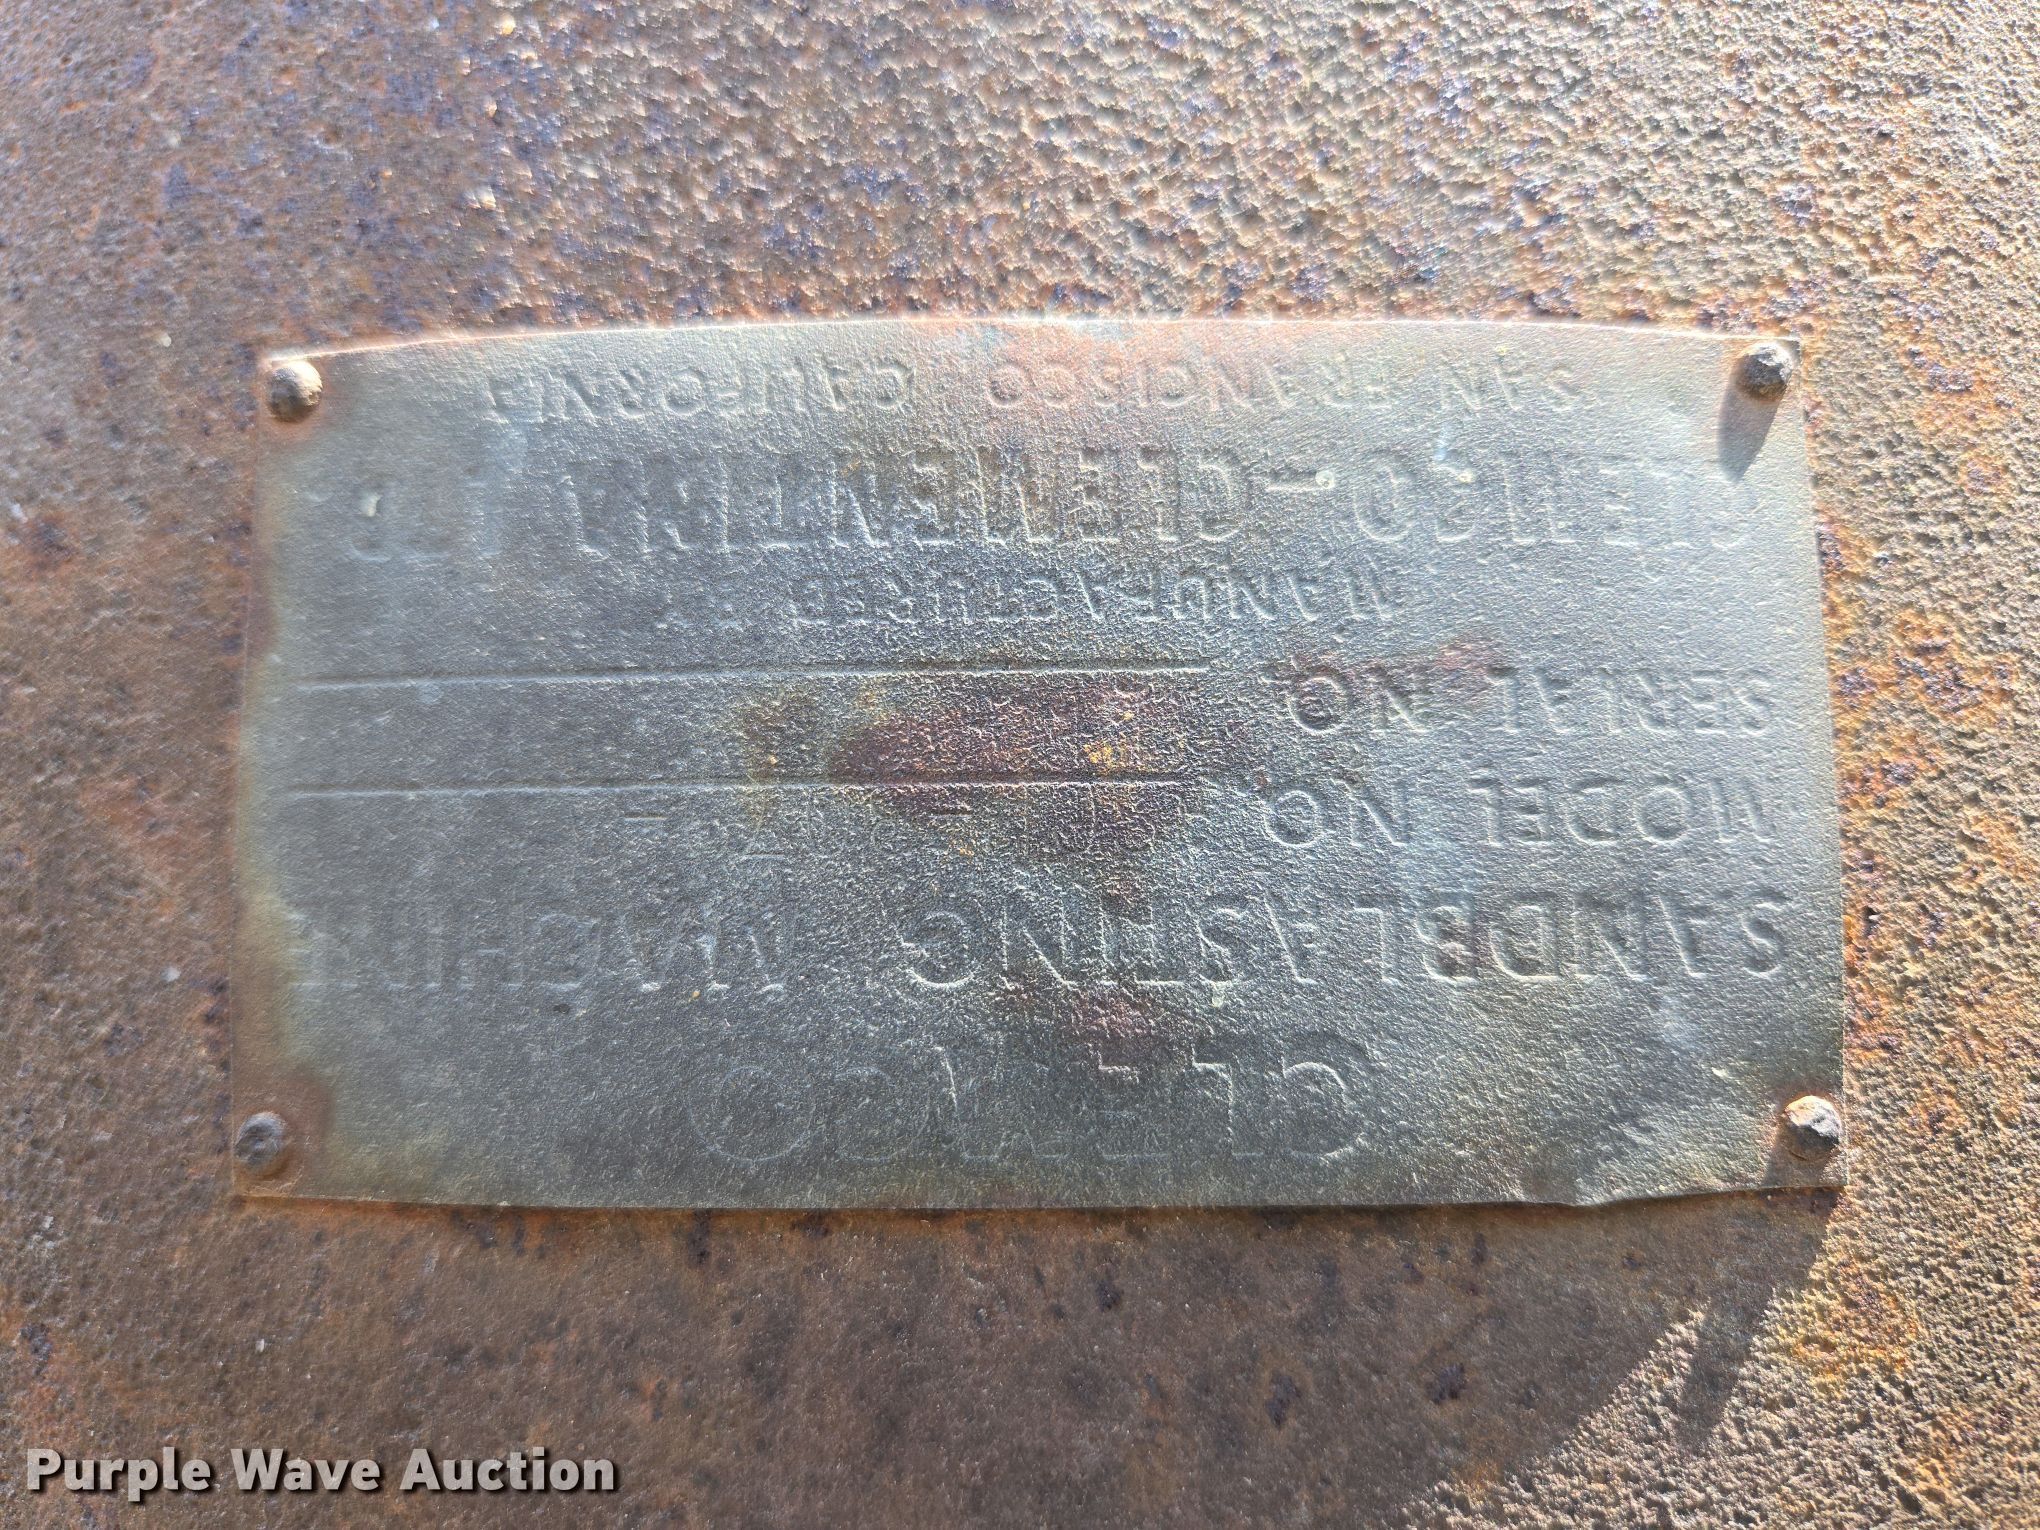 CLEMCO
SANDBLASTING MACHINE
MODEL NO.
SERIAL NO.
MANUFACTURED BY
CLEMCO-CLEMENTINA LTD.
SAN FRANCISCO, CALIFORNIA
Purple Wave Auction